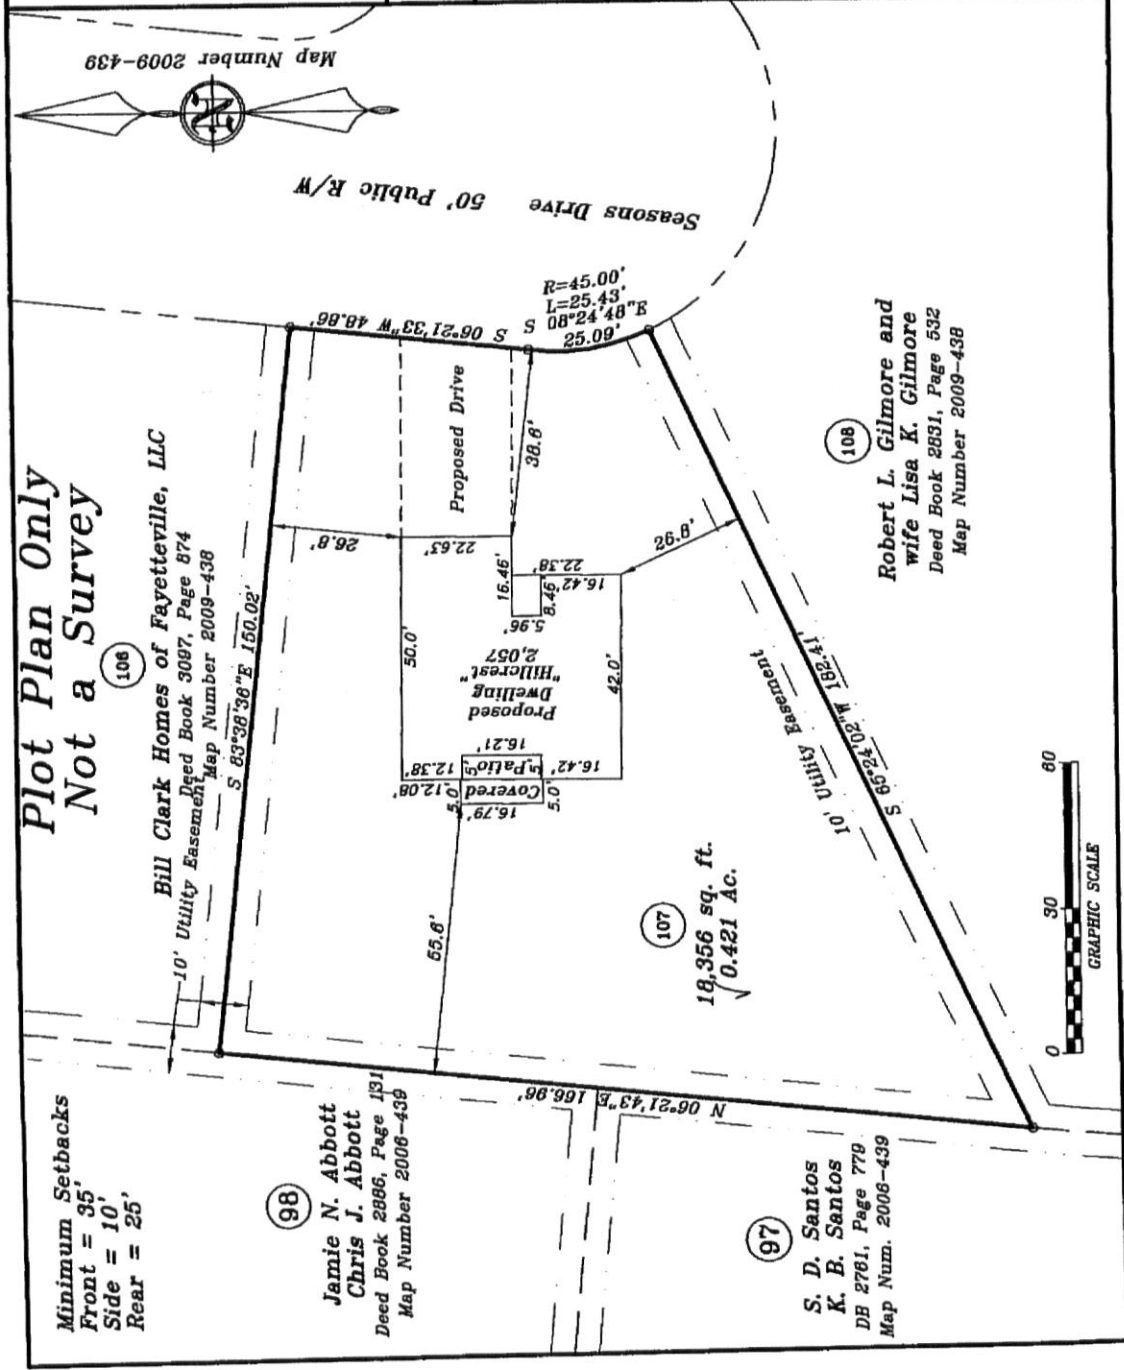 Plot Plan Only
Not a Survey
Map Number 2009-439
N
Seasons Drive 50' Public R/W
106
Bill Clark Homes of Fayetteville, LLC
Deed Book 3097, Page 874
Map Number 2009-438
10' Utility Easement
S 83°38'36"E 150.02'
S 06°21'33"W 48.86'
R=45.00'
L=25.43'
S 08°24'48"E
25.09'
Proposed Drive
38.6'
26.8'
22.63'
50.0'
16.46'
22.38'
16.42'
8.46'
5.96'
29.8'
Proposed
Dwelling
"Hillcrest"
2,057
42.0'
16.21'
12.38'
Patio
16.42'
12.08'
5.0'
Covered
5.0'
16.79'
55.6'
107
18,356 sq. ft.
0.421 Ac.
10' Utility Easement
S 65°24'02"W 182.41'
108
Robert L. Gilmore and
wife Lisa K. Gilmore
Deed Book 2831, Page 532
Map Number 2009-438
N 06°21'43"E 166.96'
Minimum Setbacks
Front = 35'
Side = 10'
Rear = 25'
98
Jamie N. Abbott
Chris J. Abbott
Deed Book 2886, Page 131
Map Number 2006-439
97
S. D. Santos
K. B. Santos
DB 2761, Page 779
Map Num. 2006-439
0 30 60
GRAPHIC SCALE